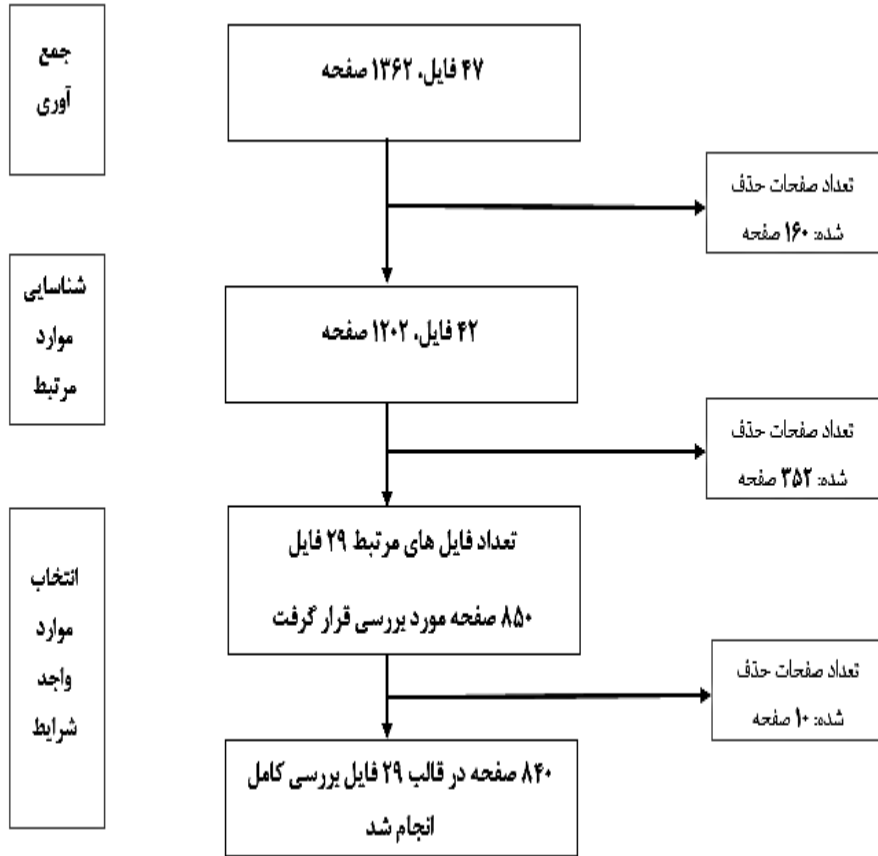 جمع
آوری
۴۷ فایل، ۱۳۶۲ صفحه
تعداد صفحات حذف
شده: ۱۶۰ صفحه
شناسایی
موارد
مرتبط
۴۲ فایل، ۱۲۰۲ صفحه
تعداد صفحات حذف
شده: ۳۵۲ صفحه
انتخاب
موارد
واجد
شرایط
تعداد فایل های مرتبط ۲۹ فایل
۸۵۰ صفحه مورد بررسی قرار گرفت
تعداد صفحات حذف
شده: ۱۰ صفحه
۸۴۰ صفحه در قالب ۲۹ فایل بررسی کامل
انجام شد